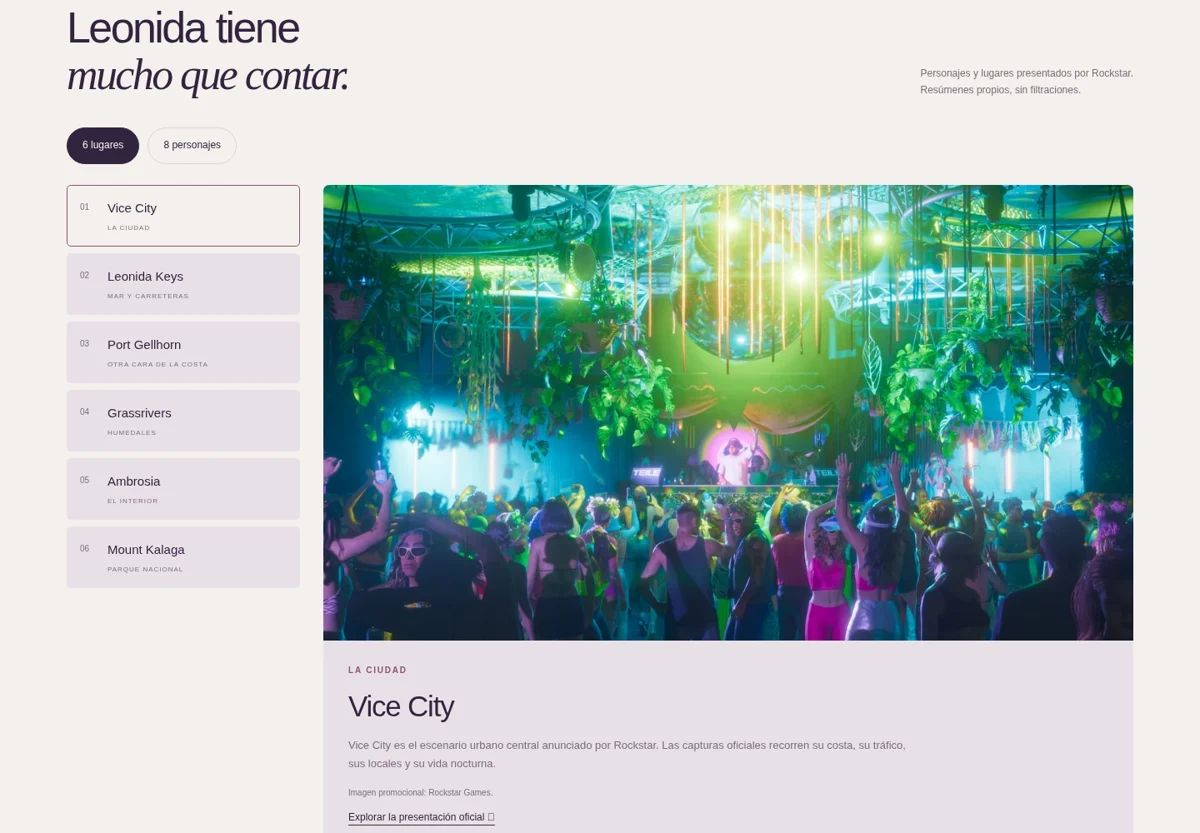 Leonida tiene
mucho que contar.
Personajes y lugares presentados por Rockstar.
Resúmenes propios, sin filtraciones.
6 lugares
8 personajes
01
Vice City
LA CIUDAD
02
Leonida Keys
MAR Y CARRETERAS
03
Port Gellhorn
OTRA CARA DE LA COSTA
04
Grassrivers
HUMEDALES
05
Ambrosia
EL INTERIOR
06
Mount Kalaga
PARQUE NACIONAL
LA CIUDAD
Vice City
Vice City es el escenario urbano central anunciado por Rockstar. Las capturas oficiales recorren su costa, su tráfico,
sus locales y su vida nocturna.
Imagen promocional: Rockstar Games.
Explorar la presentación oficial